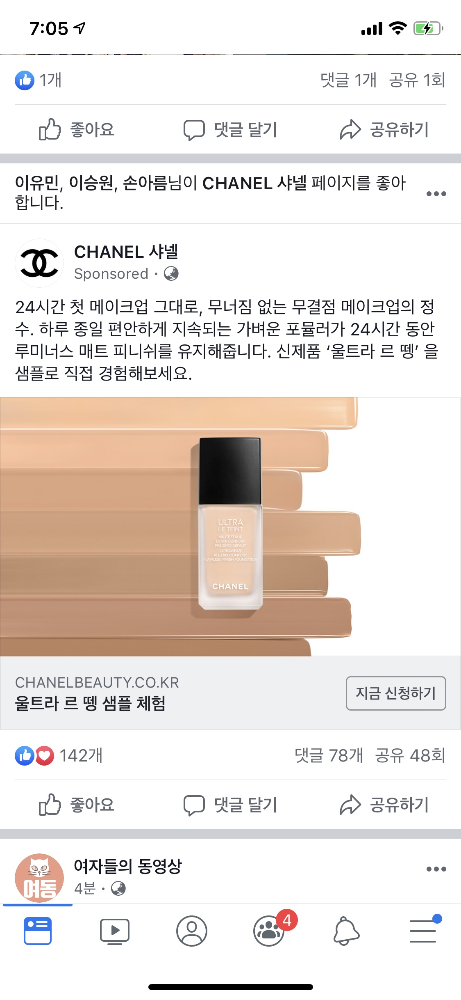 7:05
1개
댓글 1개 공유 1회
좋아요 댓글 달기 공유하기
이유민, 이승원, 손아름님이 CHANEL 샤넬 페이지를 좋아
합니다.
CHANEL 샤넬
Sponsored ·
24시간 첫 메이크업 그대로, 무너짐 없는 무결점 메이크업의 정
수. 하루 종일 편안하게 지속되는 가벼운 포뮬러가 24시간 동안
루미너스 매트 피니쉬를 유지해줍니다. 신제품 ‘울트라 르 뗑’ 을
샘플로 직접 경험해보세요.
ULTRA
LE TEINT
HAUTE TENUE
ULTRA CONFORT
FINI ZÉRO DÉFAUT
ULTRAWEAR
ALL-DAY COMFORT
FLAWLESS FINISH FOUNDATION
CHANEL
CHANELBEAUTY.CO.KR
울트라 르 뗑 샘플 체험
지금 신청하기
142개
댓글 78개 공유 48회
좋아요 댓글 달기 공유하기
여동
여자들의 동영상
4분 ·
4